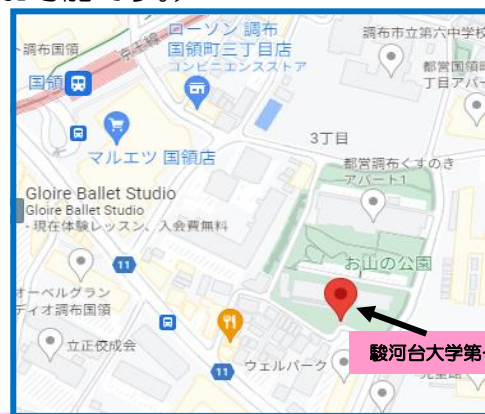 ローソン 調布
国領町三丁目店
コンビニエンスストア
調布市立第六中学校
調布国領
京王線
国領
都営国領町
丁目アパー
マルエツ 国領店
3丁目
都営調布くすのき
アパート1
Gloire Ballet Studio
Gloire Ballet Studio
・現在体験レッスン、入会費無料
お山の公園
11
オーベルグラン
ディオ調布国領
立正佼成会
11
ウェルパーク
駿河台大学第